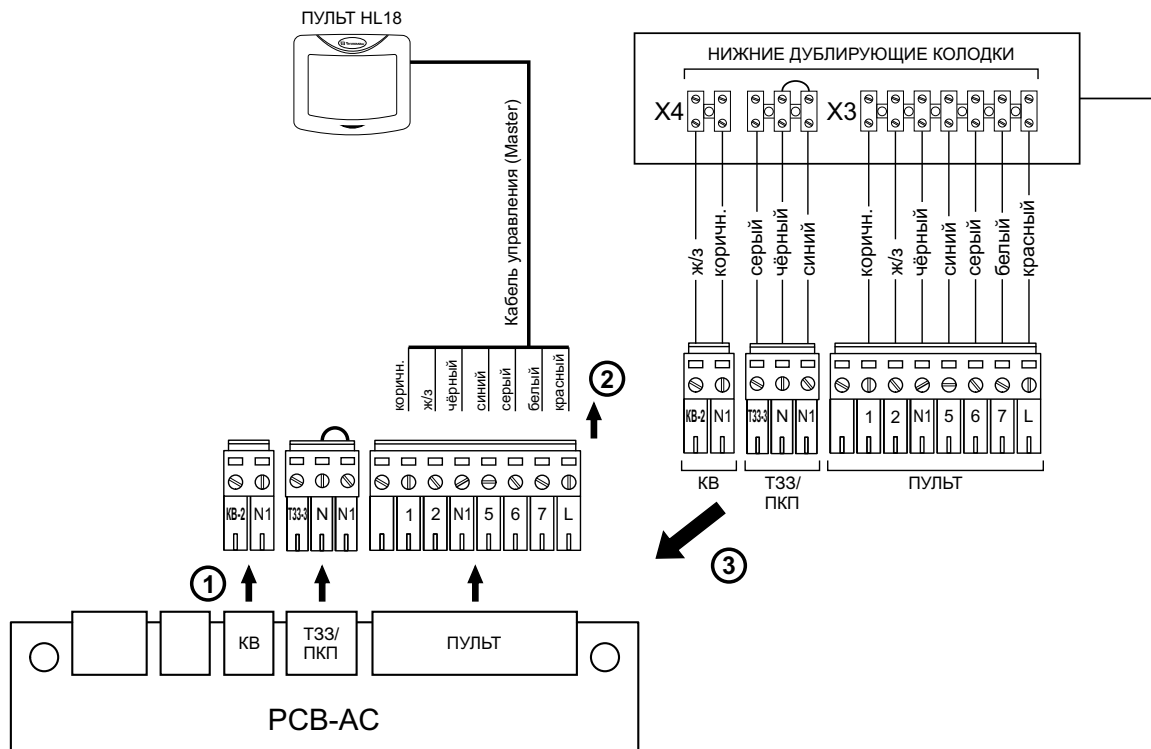 ПУЛЬТ HL18
Кабель управления (Master)
НИЖНИЕ ДУБЛИРУЮЩИЕ КОЛОДКИ
X4
X3
ж/з
коричн.
серый
чёрный
синий
коричн.
ж/з
чёрный
синий
серый
белый
красный
коричн.
ж/з
чёрный
синий
серый
белый
красный
2
КВ-2 N1
ТЗЗ-3 N N1
1 2 N1 5 6 7 L
КВ
ТЗЗ/
ПКП
ПУЛЬТ
КВ-2 N1
ТЗЗ-3 N N1
1 2 N1 5 6 7 L
3
1
КВ
ТЗЗ/
ПКП
ПУЛЬТ
PCB-AC